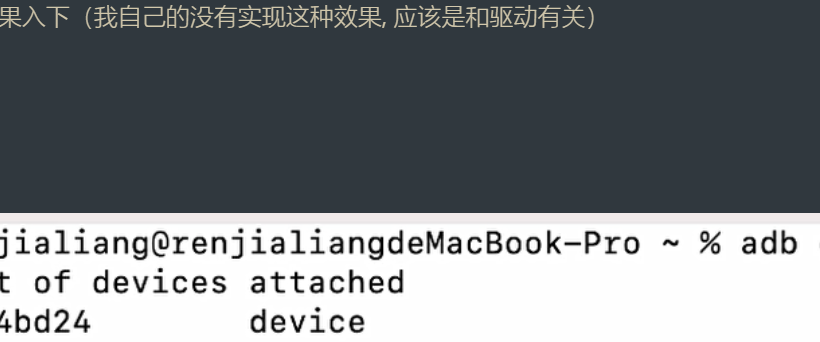 果入下（我自己的没有实现这种效果, 应该是和驱动有关）
jialiang@renjialiangdeMacBook-Pro ~ % adb
t of devices attached
4bd24 device